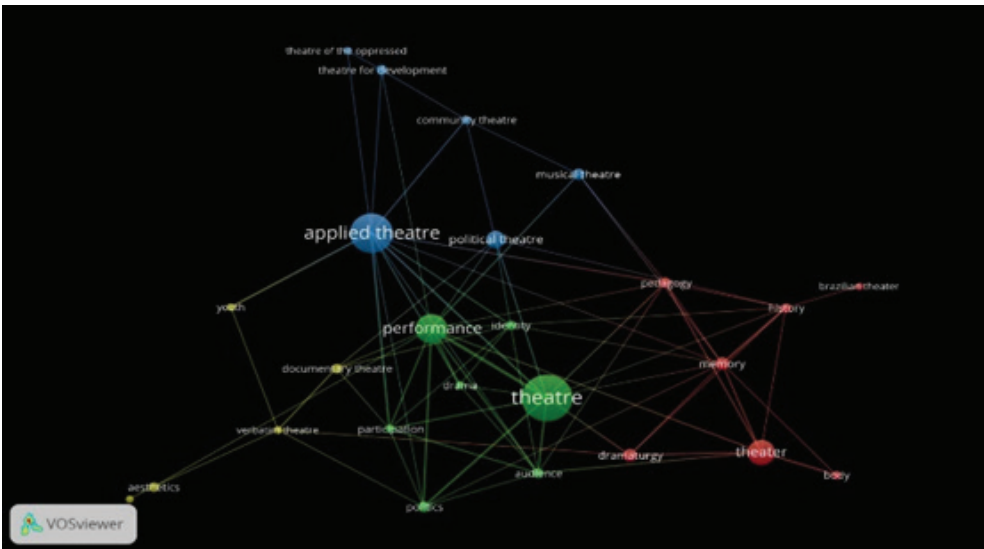 theatre of the oppressed
theatre for development
community theatre
musical theatre
applied theatre
political theatre
pedagogy
brazilian theater
youth
history
identity
performance
memory
documentary theatre
drama
theatre
verbatim theatre
participation
theater
dramaturgy
audience
body
aesthetics
politics
VOSviewer